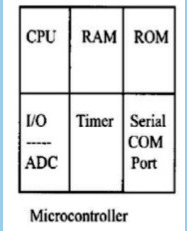 CPU RAM ROM
I/O Timer Serial
----- COM
ADC Port
Microcontroller